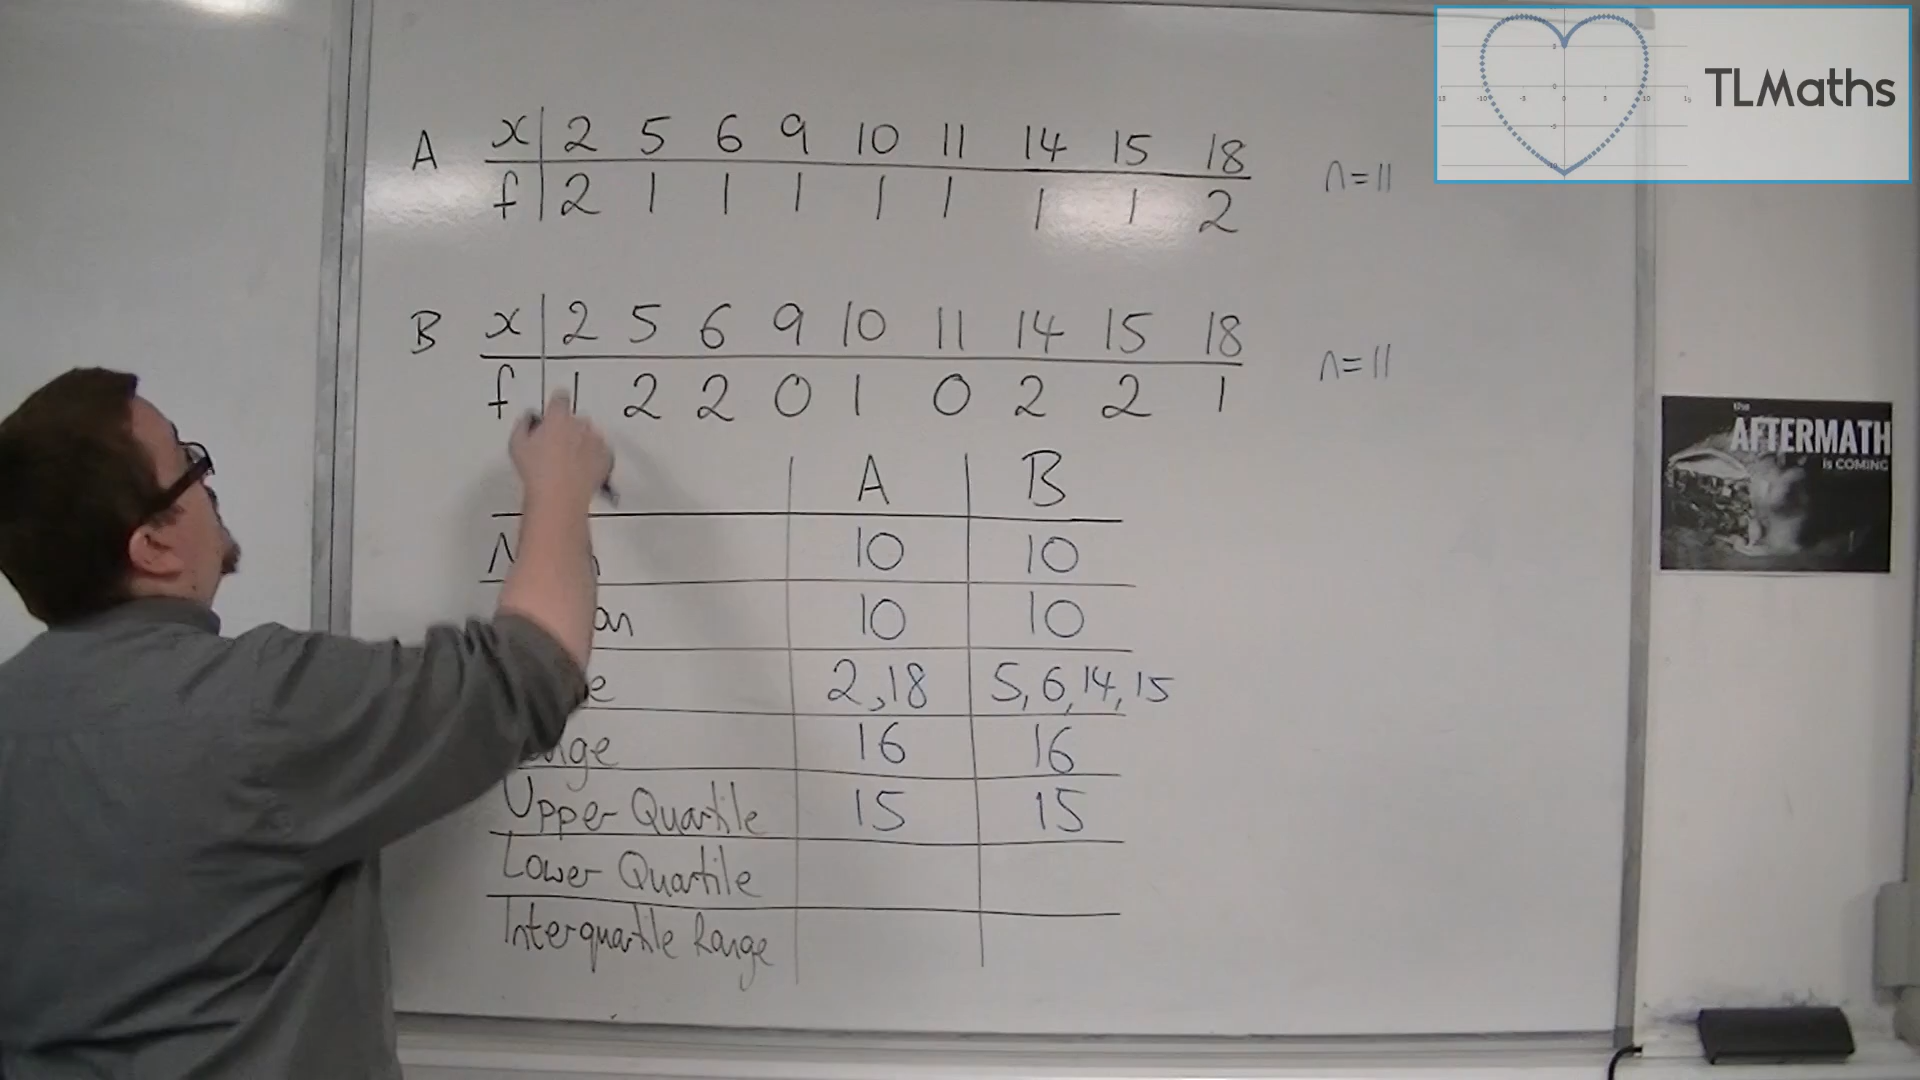 TLMaths
A x 2 5 6 9 10 11 14 15 18
f 2 1 1 1 1 1 1 1 2
n=11
B x 2 5 6 9 10 11 14 15 18
f 1 2 2 0 1 0 2 2 1
n=11
the
AFTERMATH
is COMING
A B
10 10
10 10
2,18 5,6,14,15
16 16
Upper Quartile 15 15
Lower Quartile
Interquartile Range